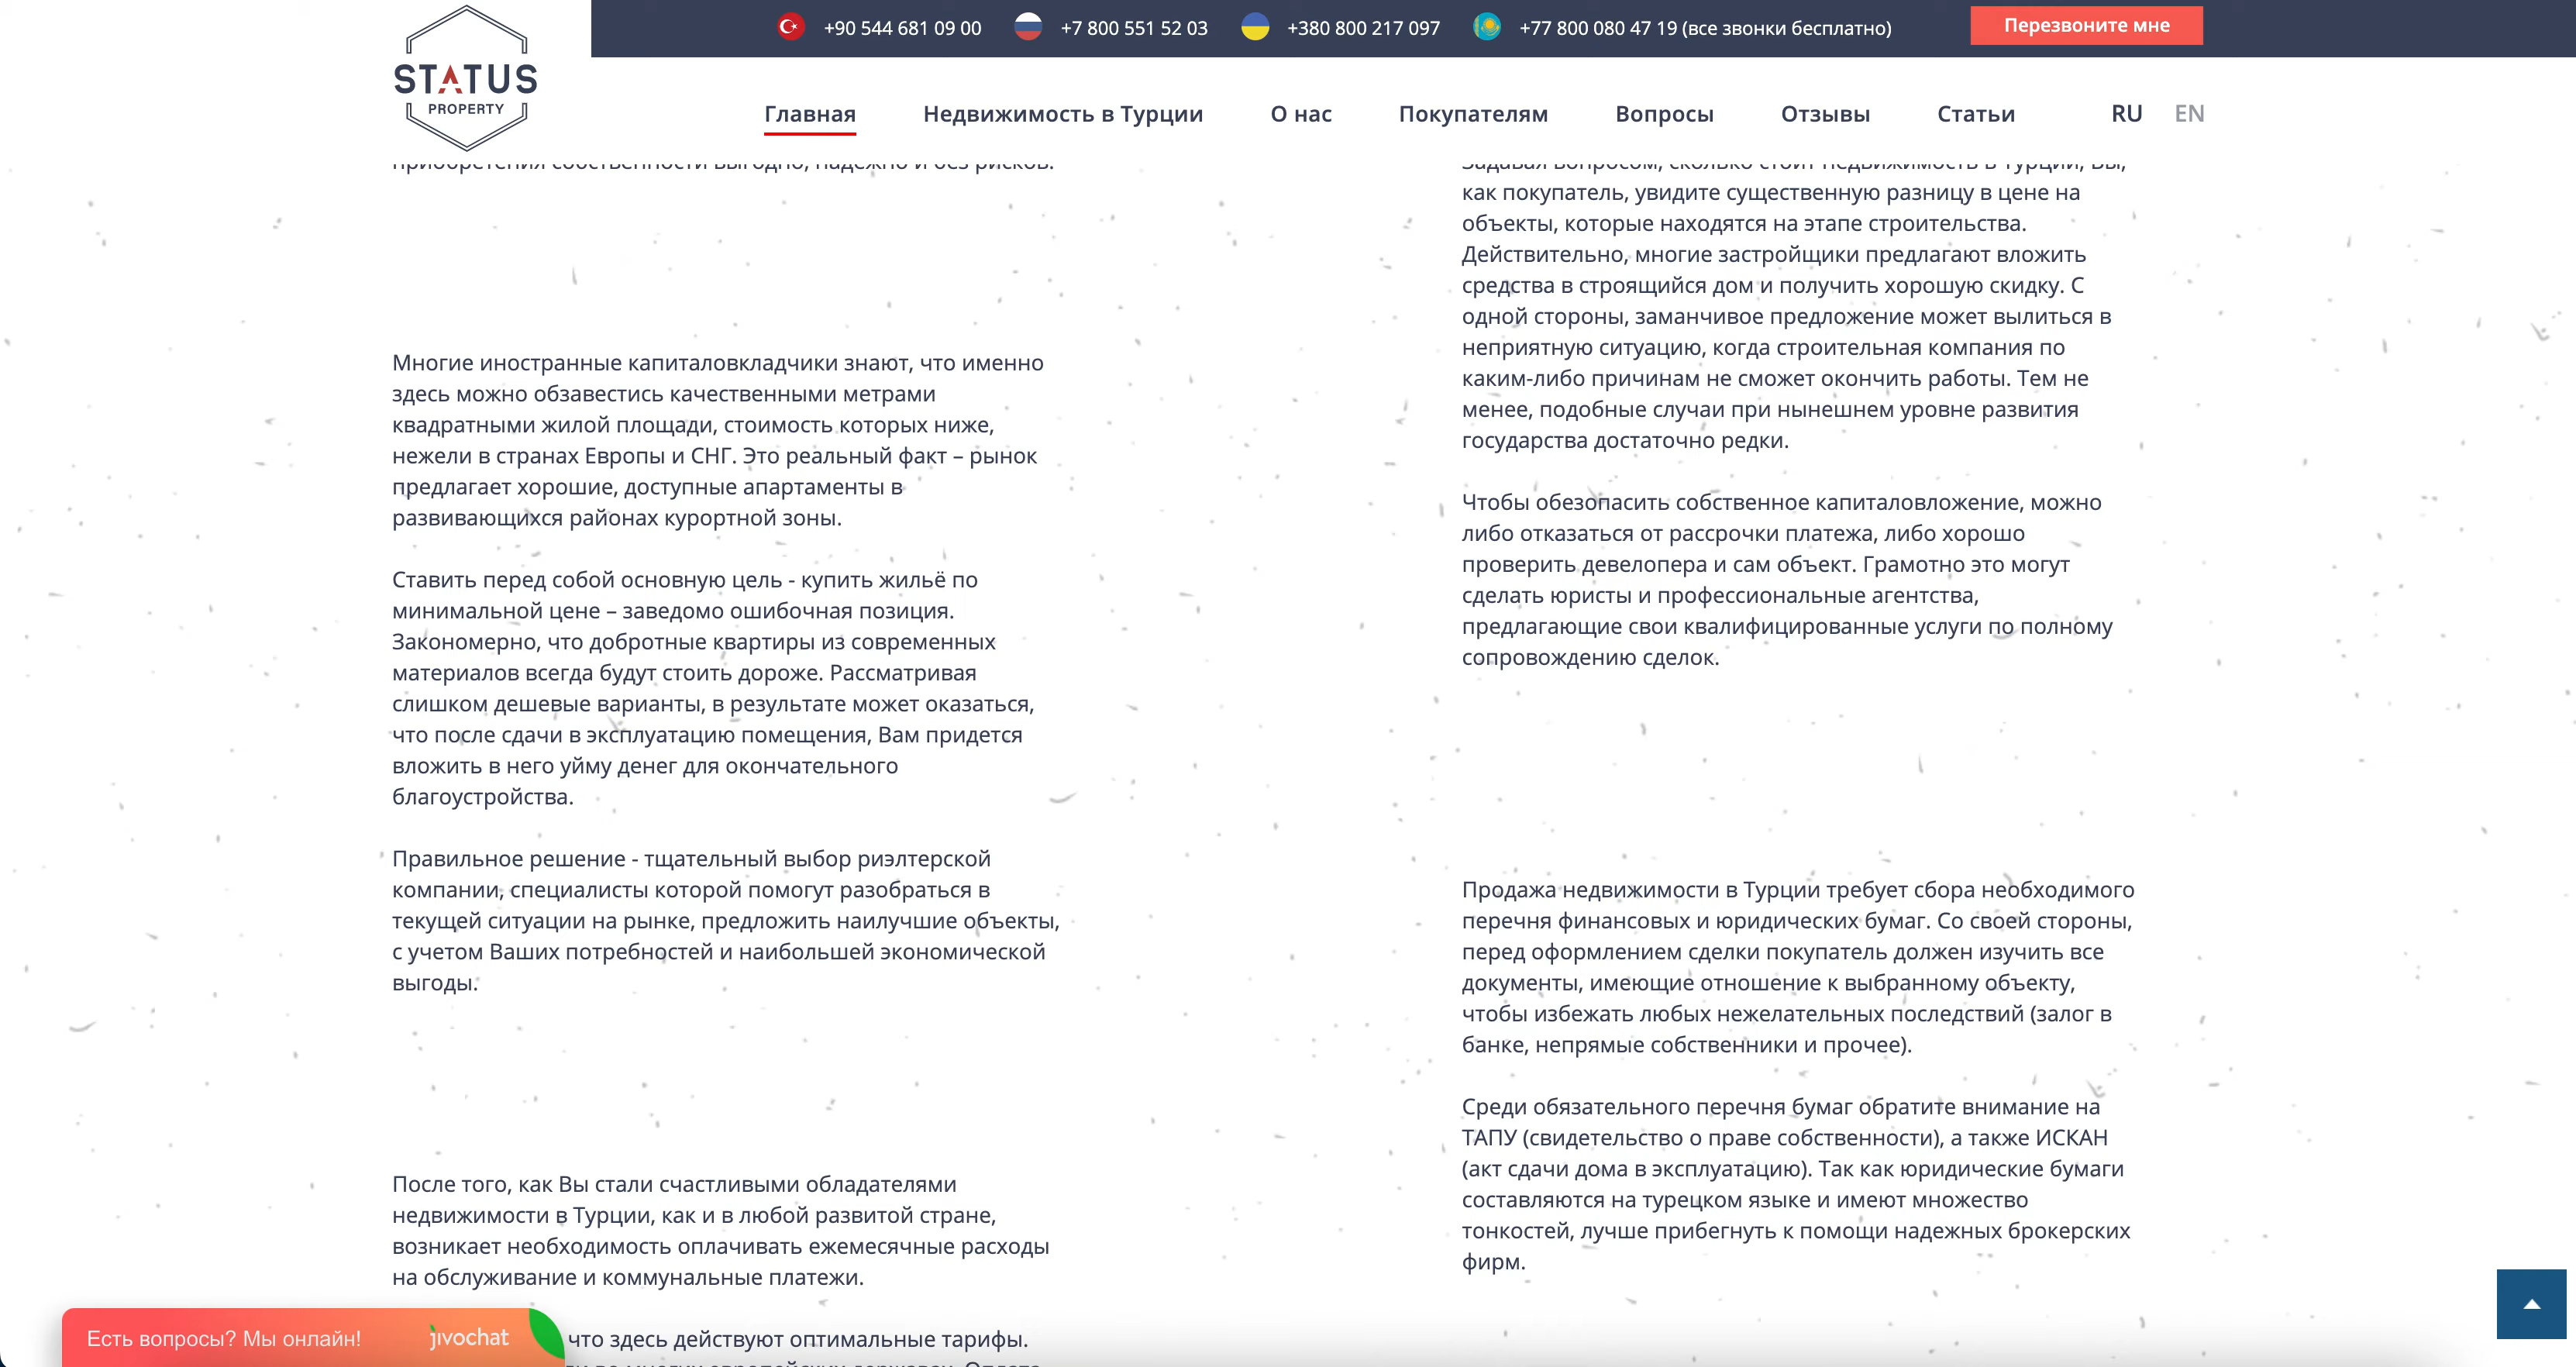 +90 544 681 09 00
+7 800 551 52 03
+380 800 217 097
+77 800 080 47 19 (все звонки бесплатно)
Перезвоните мне
STATUS
PROPERTY
Главная
Недвижимость в Турции
О нас
Покупателям
Вопросы
Отзывы
Статьи
RU
EN
приобретения собственности выгодно, надежно и без рисков.
Многие иностранные капиталовкладчики знают, что именно
здесь можно обзавестись качественными метрами
квадратными жилой площади, стоимость которых ниже,
нежели в странах Европы и СНГ. Это реальный факт – рынок
предлагает хорошие, доступные апартаменты в
развивающихся районах курортной зоны.
Ставить перед собой основную цель - купить жильё по
минимальной цене – заведомо ошибочная позиция.
Закономерно, что добротные квартиры из современных
материалов всегда будут стоить дороже. Рассматривая
слишком дешевые варианты, в результате может оказаться,
что после сдачи в эксплуатацию помещения, Вам придется
вложить в него уйму денег для окончательного
благоустройства.
Правильное решение - тщательный выбор риэлтерской
компании, специалисты которой помогут разобраться в
текущей ситуации на рынке, предложить наилучшие объекты,
с учетом Ваших потребностей и наибольшей экономической
выгоды.
После того, как Вы стали счастливыми обладателями
недвижимости в Турции, как и в любой развитой стране,
возникает необходимость оплачивать ежемесячные расходы
на обслуживание и коммунальные платежи.
что здесь действуют оптимальные тарифы.
Задавая вопросом, сколько стоит недвижимость в Турции, Вы,
как покупатель, увидите существенную разницу в цене на
объекты, которые находятся на этапе строительства.
Действительно, многие застройщики предлагают вложить
средства в строящийся дом и получить хорошую скидку. С
одной стороны, заманчивое предложение может вылиться в
неприятную ситуацию, когда строительная компания по
каким-либо причинам не сможет окончить работы. Тем не
менее, подобные случаи при нынешнем уровне развития
государства достаточно редки.
Чтобы обезопасить собственное капиталовложение, можно
либо отказаться от рассрочки платежа, либо хорошо
проверить девелопера и сам объект. Грамотно это могут
сделать юристы и профессиональные агентства,
предлагающие свои квалифицированные услуги по полному
сопровождению сделок.
Продажа недвижимости в Турции требует сбора необходимого
перечня финансовых и юридических бумаг. Со своей стороны,
перед оформлением сделки покупатель должен изучить все
документы, имеющие отношение к выбранному объекту,
чтобы избежать любых нежелательных последствий (залог в
банке, непрямые собственники и прочее).
Среди обязательного перечня бумаг обратите внимание на
ТАПУ (свидетельство о праве собственности), а также ИСКАН
(акт сдачи дома в эксплуатацию). Так как юридические бумаги
составляются на турецком языке и имеют множество
тонкостей, лучше прибегнуть к помощи надежных брокерских
фирм.
Есть вопросы? Мы онлайн!
jivochat